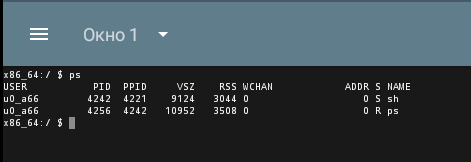 Окно 1
x86_64:/ $ ps
USER PID PPID VSZ RSS WCHAN ADDR S NAME
u0_a66 4242 4221 9124 3044 0 0 S sh
u0_a66 4256 4242 10952 3508 0 0 R ps
x86_64:/ $